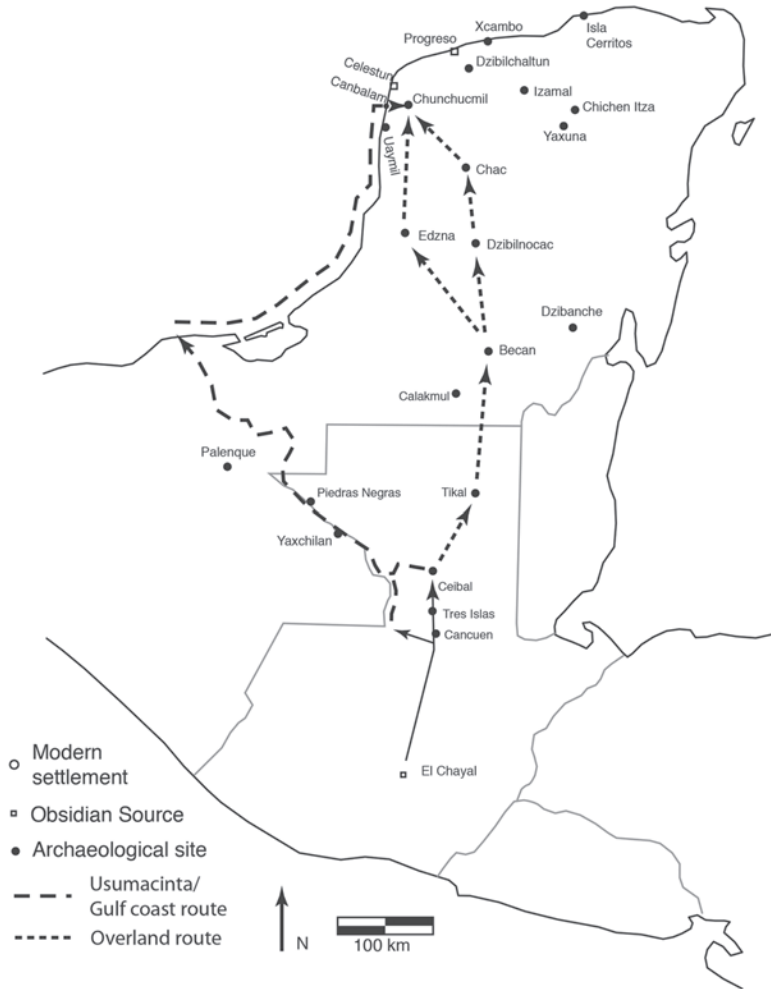 Xcambo
Isla
Cerritos
Progreso
Dzibilchaltun
Celestun
Canbalam
Chunchucmil
Izamal
Chichen Itza
Yaxuna
Uaymil
Chac
Edzna
Dzibilnocac
Dzibanche
Becan
Calakmul
Palenque
Piedras Negras
Tikal
Yaxchilan
Ceibal
Tres Islas
Cancuen
El Chayal
Modern
settlement
Obsidian Source
Archaeological site
Usumacinta/
Gulf coast route
Overland route
N
100 km